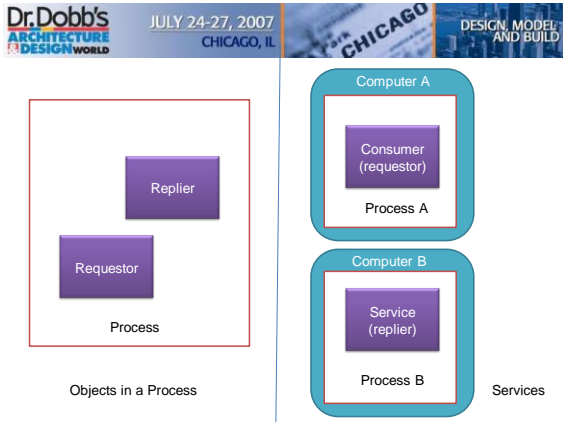 Dr.Dobb's
ARCHITECTURE
&DESIGN WORLD
JULY 24-27, 2007
CHICAGO, IL
CHICAGO
DESIGN, MODEL
AND BUILD
Replier
Requestor
Process
Objects in a Process
Computer A
Consumer
(requestor)
Process A
Computer B
Service
(replier)
Process B
Services